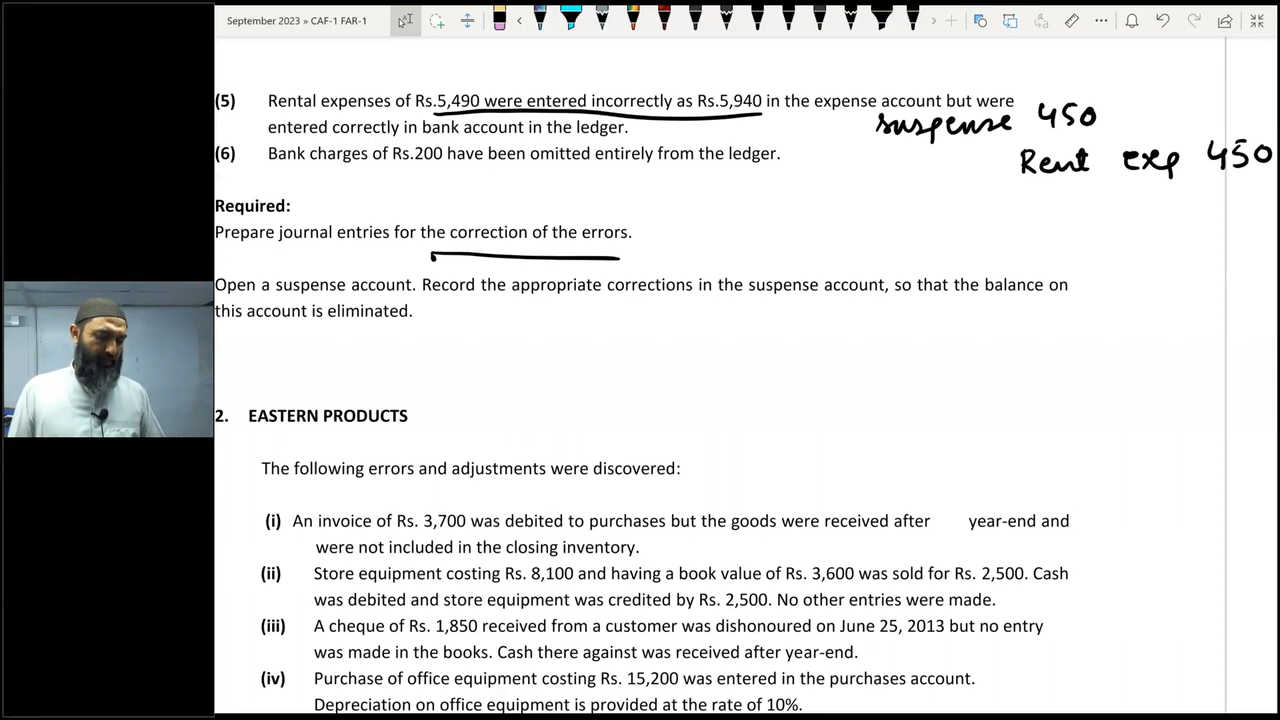 September 2023 » CAF-1 FAR-1
(5) Rental expenses of Rs.5,490 were entered incorrectly as Rs.5,940 in the expense account but were
entered correctly in bank account in the ledger.
suspense 450
(6) Bank charges of Rs.200 have been omitted entirely from the ledger.
Rent exp 450
Required:
Prepare journal entries for the correction of the errors.
Open a suspense account. Record the appropriate corrections in the suspense account, so that the balance on
this account is eliminated.
2. EASTERN PRODUCTS
The following errors and adjustments were discovered:
(i) An invoice of Rs. 3,700 was debited to purchases but the goods were received after year-end and
were not included in the closing inventory.
(ii) Store equipment costing Rs. 8,100 and having a book value of Rs. 3,600 was sold for Rs. 2,500. Cash
was debited and store equipment was credited by Rs. 2,500. No other entries were made.
(iii) A cheque of Rs. 1,850 received from a customer was dishonoured on June 25, 2013 but no entry
was made in the books. Cash there against was received after year-end.
(iv) Purchase of office equipment costing Rs. 15,200 was entered in the purchases account.
Depreciation on office equipment is provided at the rate of 10%.